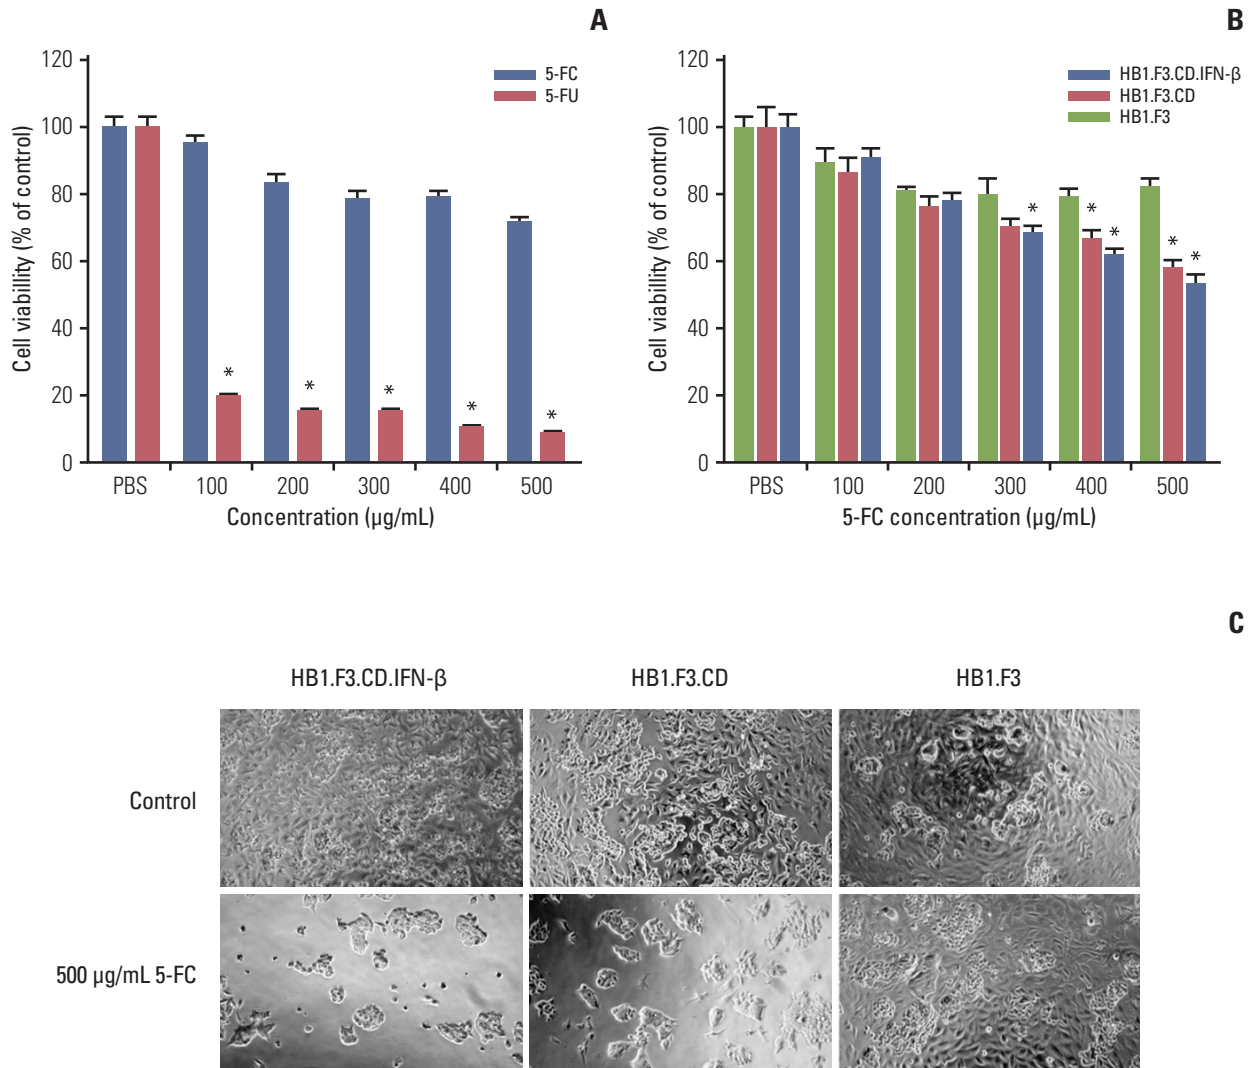 A
120
100
80
60
40
20
0
Cell viabillity (% of control)
5-FC
5-FU
*
*
*
*
*
PBS
100
200
300
400
500
Concentration (µg/mL)
B
120
100
80
60
40
20
0
Cell viability (% of control)
HB1.F3.CD.IFN-β
HB1.F3.CD
HB1.F3
*
*
*
*
*
PBS
100
200
300
400
500
5-FC concentration (µg/mL)
C
HB1.F3.CD.IFN-β
HB1.F3.CD
HB1.F3
Control
500 µg/mL 5-FC